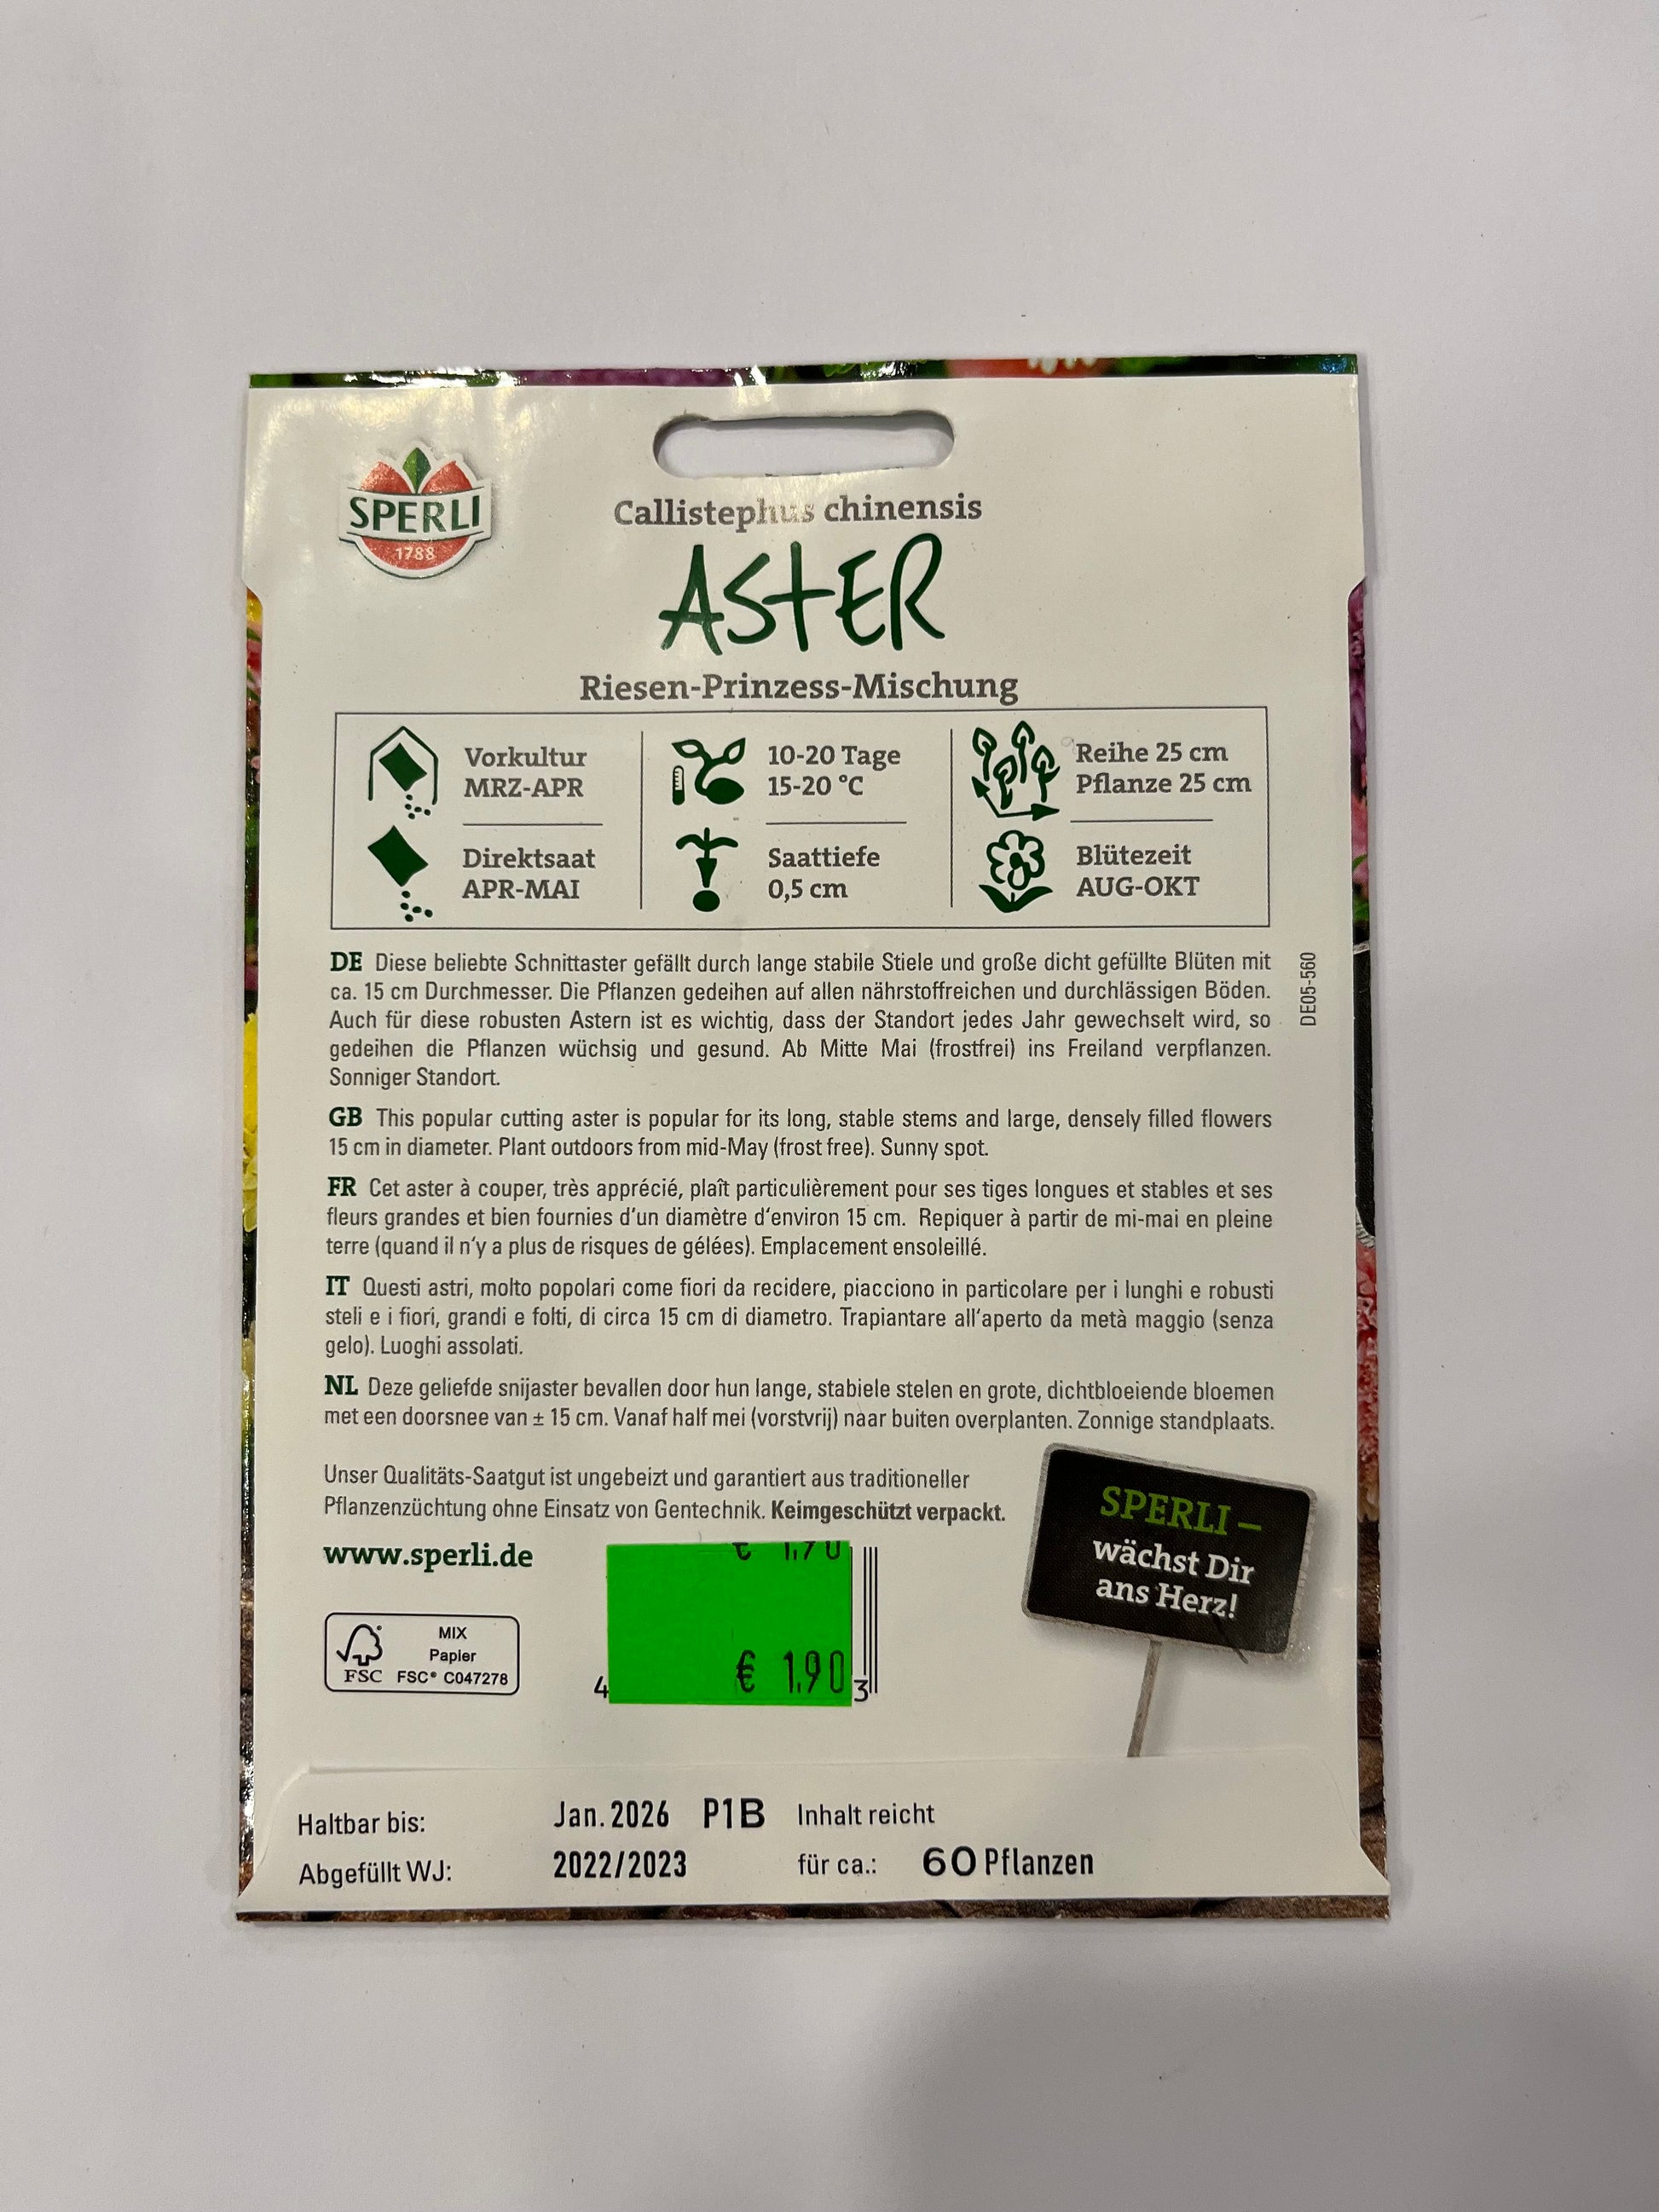 SPERLI
1788
Callistephus chinensis
ASTER
Riesen-Prinzess-Mischung
Vorkultur
MRZ-APR
10-20 Tage
15-20 °C
Reihe 25 cm
Pflanze 25 cm
Direktsaat
APR-MAI
Saattiefe
0,5 cm
Blütezeit
AUG-OKT
DE Diese beliebte Schnittaster gefällt durch lange stabile Stiele und große dicht gefüllte Blüten mit
ca. 15 cm Durchmesser. Die Pflanzen gedeihen auf allen nährstoffreichen und durchlässigen Böden.
Auch für diese robusten Astern ist es wichtig, dass der Standort jedes Jahr gewechselt wird, so
gedeihen die Pflanzen wüchsig und gesund. Ab Mitte Mai (frostfrei) ins Freiland verpflanzen.
Sonniger Standort.
DE05-560
GB This popular cutting aster is popular for its long, stable stems and large, densely filled flowers
15 cm in diameter. Plant outdoors from mid-May (frost free). Sunny spot.
FR Cet aster à couper, très apprécié, plaît particulièrement pour ses tiges longues et stables et ses
fleurs grandes et bien fournies d'un diamètre d'environ 15 cm. Repiquer à partir de mi-mai en pleine
terre (quand il n'y a plus de risques de gélées). Emplacement ensoleillé.
IT Questi astri, molto popolari come fiori da recidere, piacciono in particolare per i lunghi e robusti
steli e i fiori, grandi e folti, di circa 15 cm di diametro. Trapiantare all'aperto da metà maggio (senza
gelo). Luoghi assolati.
NL Deze geliefde snijaster bevallen door hun lange, stabiele stelen en grote, dichtbloeiende bloemen
met een doorsnee van ± 15 cm. Vanaf half mei (vorstvrij) naar buiten overplanten. Zonnige standplaats.
Unser Qualitäts-Saatgut ist ungebeizt und garantiert aus traditioneller
Pflanzenzüchtung ohne Einsatz von Gentechnik. Keimgeschützt verpackt.
www.sperli.de
SPERLI –
wächst Dir
ans Herz!
MIX
Papier
FSC FSC® C047278
€ 1,90
4
3
Haltbar bis: Jan. 2026 P1B Inhalt reicht
Abgefüllt WJ: 2022/2023 für ca.: 60 Pflanzen